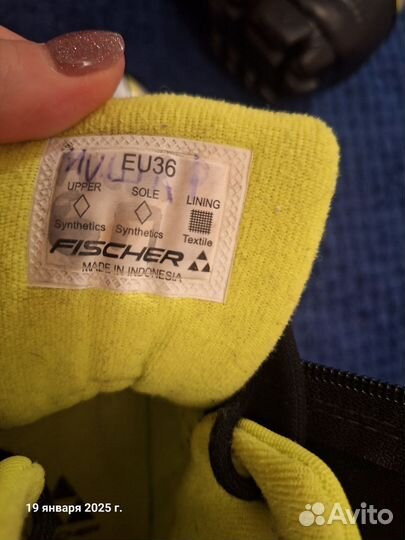 EU36
UPPER SOLE LINING
Synthetics Synthetics Textile
FISCHER
MADE IN INDONESIA
19 января 2025 г.
Avito